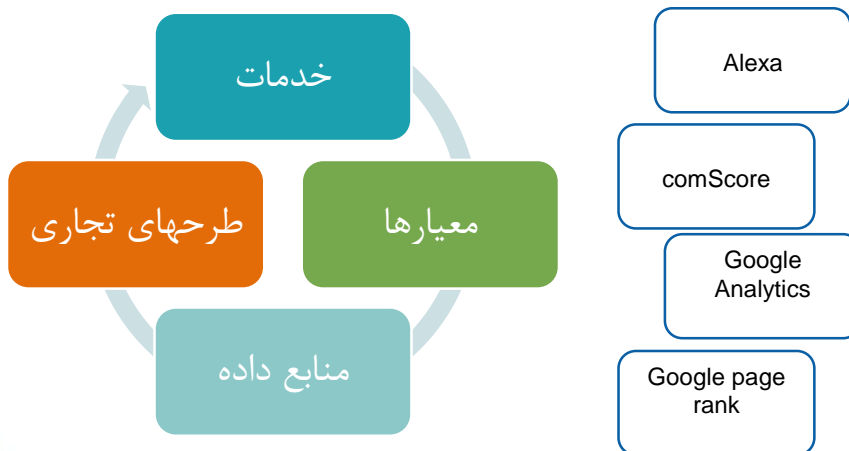 خدمات
معیارها
منابع داده
طرحهای تجاری
Alexa
comScore
Google
Analytics
Google page
rank